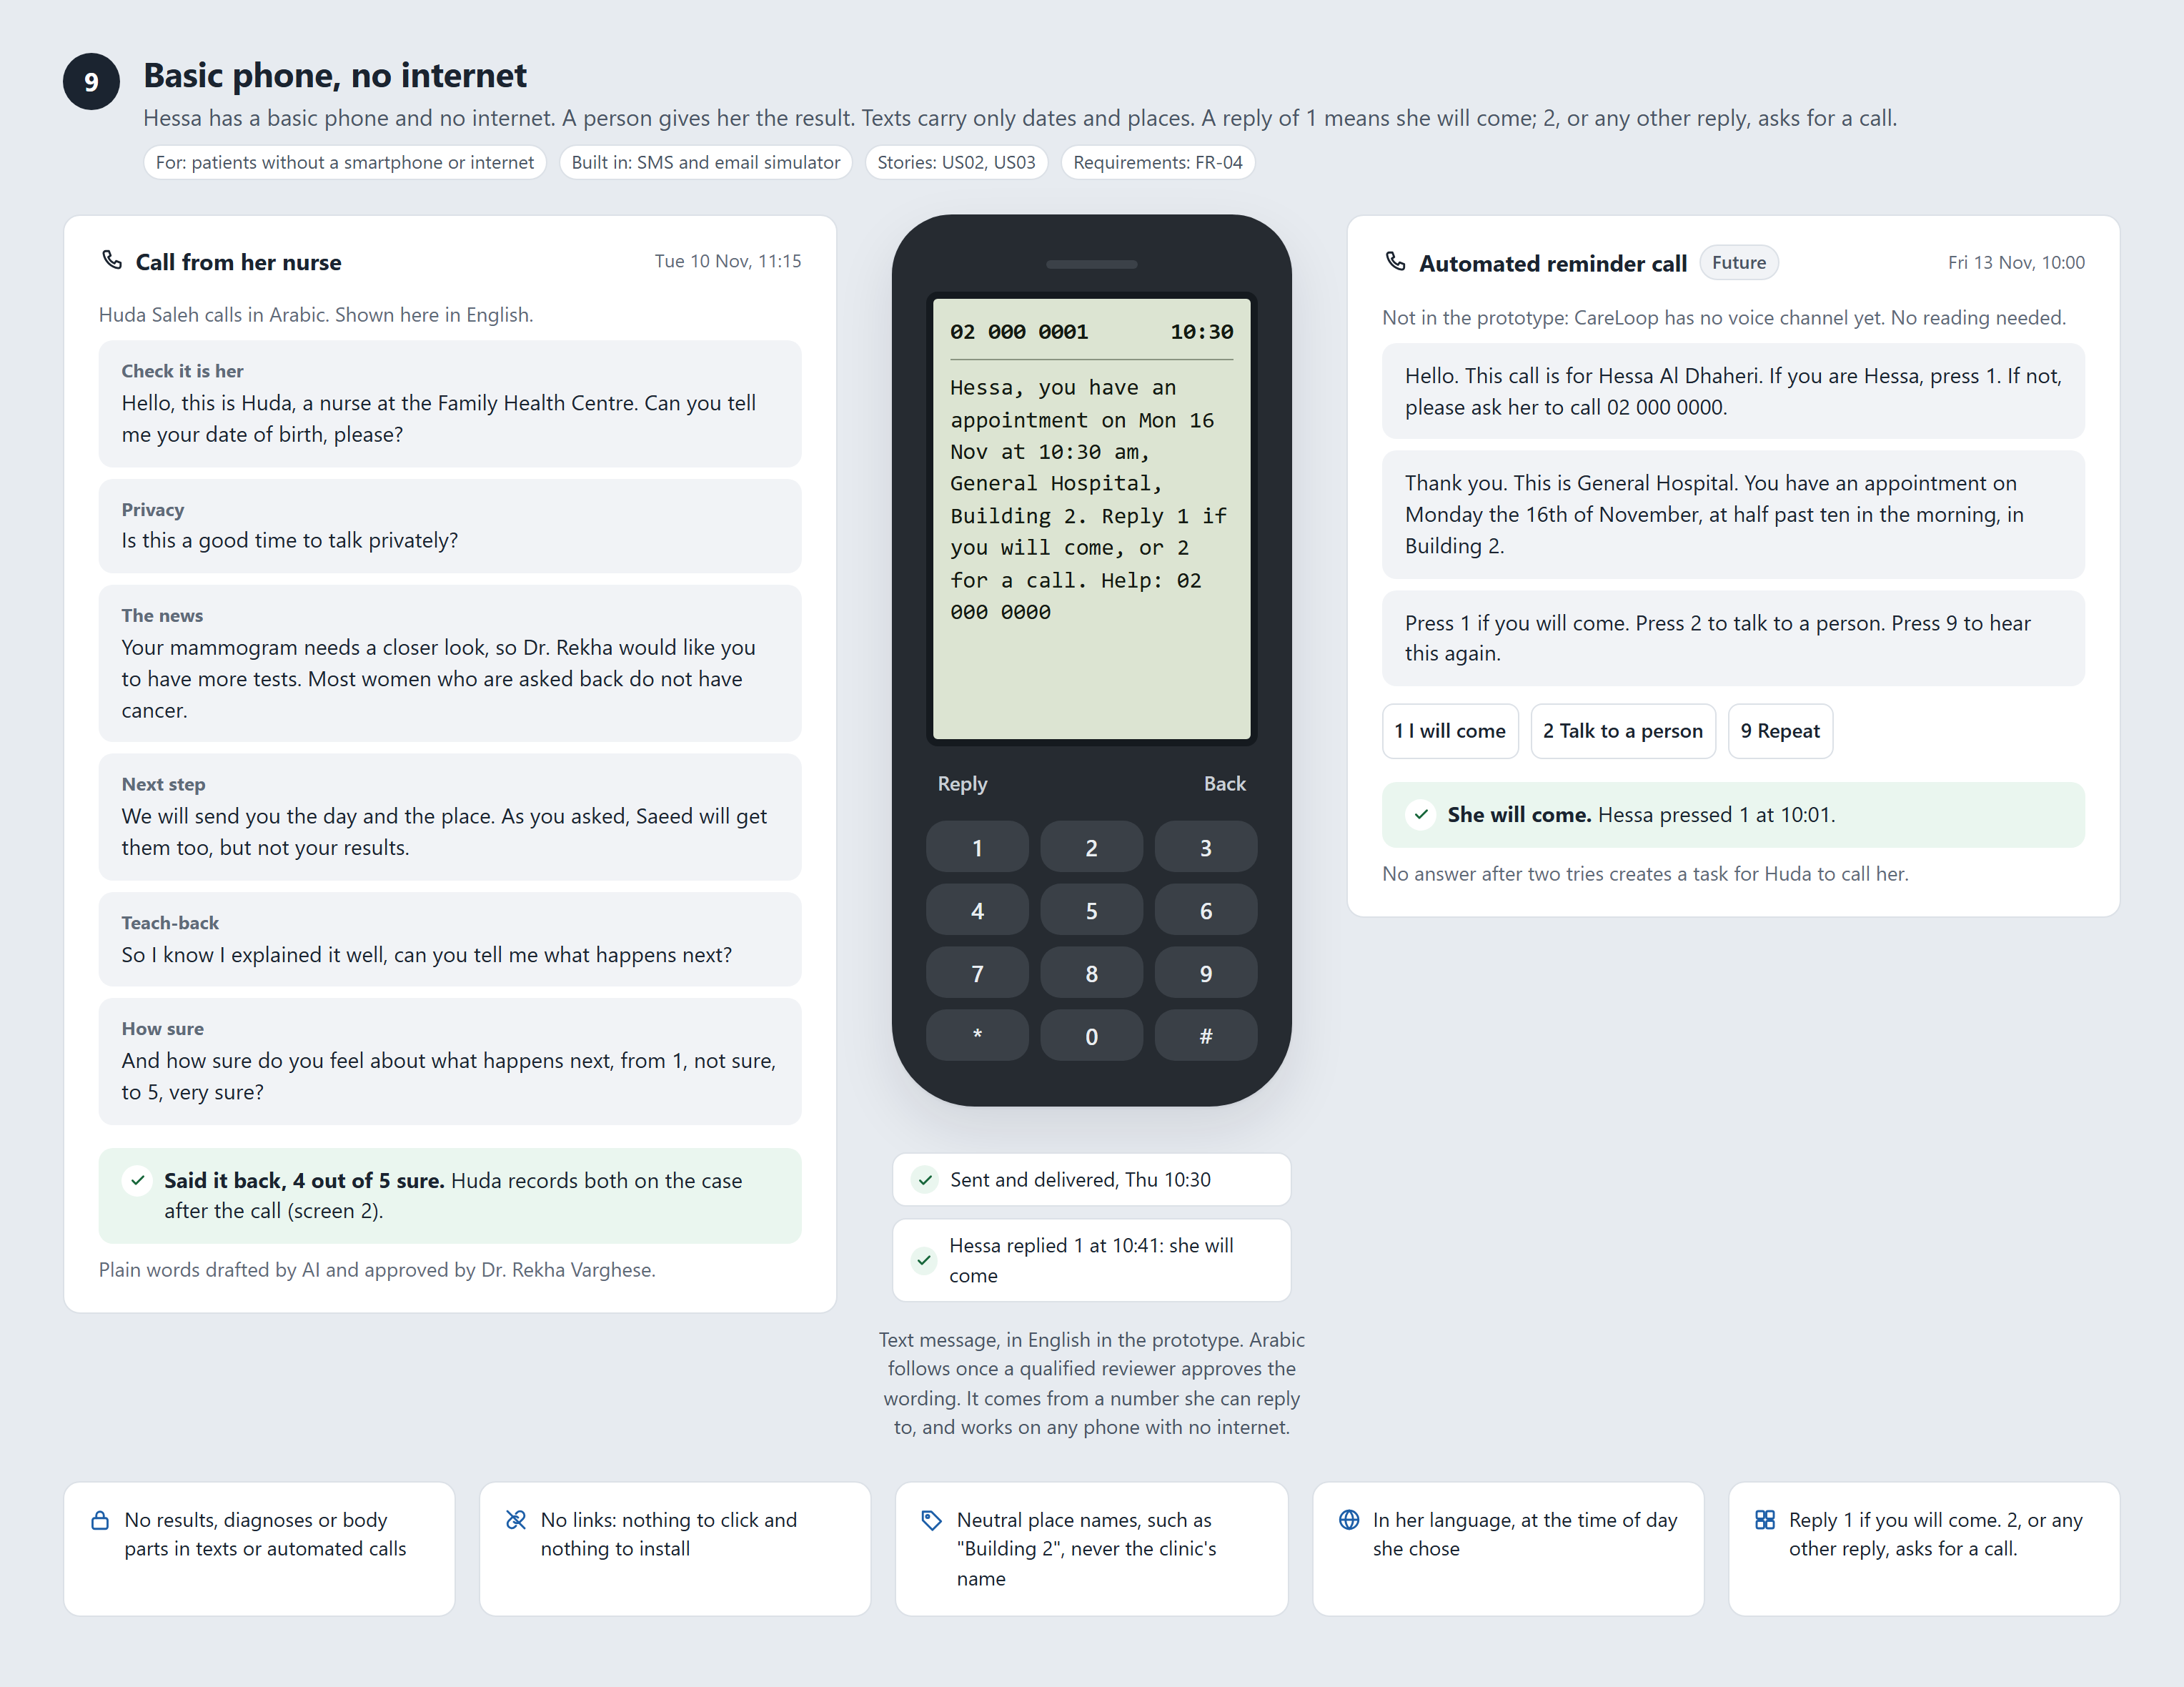 9
Basic phone, no internet
Hessa has a basic phone and no internet. A person gives her the result. Texts carry only dates and places. A reply of 1 means she will come; 2, or any other reply, asks for a call.
For: patients without a smartphone or internet
Built in: SMS and email simulator
Stories: US02, US03
Requirements: FR-04
Call from her nurse
Tue 10 Nov, 11:15
Huda Saleh calls in Arabic. Shown here in English.
Check it is her
Hello, this is Huda, a nurse at the Family Health Centre. Can you tell
me your date of birth, please?
Privacy
Is this a good time to talk privately?
The news
Your mammogram needs a closer look, so Dr. Rekha would like you
to have more tests. Most women who are asked back do not have
cancer.
Next step
We will send you the day and the place. As you asked, Saeed will get
them too, but not your results.
Teach-back
So I know I explained it well, can you tell me what happens next?
How sure
And how sure do you feel about what happens next, from 1, not sure,
to 5, very sure?
Said it back, 4 out of 5 sure. Huda records both on the case
after the call (screen 2).
Plain words drafted by AI and approved by Dr. Rekha Varghese.
02 000 0001
10:30
Hessa, you have an
appointment on Mon 16
Nov at 10:30 am,
General Hospital,
Building 2. Reply 1 if
you will come, or 2
for a call. Help: 02
000 0000
Reply
Back
1
2
3
4
5
6
7
8
9
*
0
#
Sent and delivered, Thu 10:30
Hessa replied 1 at 10:41: she will
come
Text message, in English in the prototype. Arabic
follows once a qualified reviewer approves the
wording. It comes from a number she can reply
to, and works on any phone with no internet.
Automated reminder call
Future
Fri 13 Nov, 10:00
Not in the prototype: CareLoop has no voice channel yet. No reading needed.
Hello. This call is for Hessa Al Dhaheri. If you are Hessa, press 1. If not,
please ask her to call 02 000 0000.
Thank you. This is General Hospital. You have an appointment on
Monday the 16th of November, at half past ten in the morning, in
Building 2.
Press 1 if you will come. Press 2 to talk to a person. Press 9 to hear
this again.
1 I will come
2 Talk to a person
9 Repeat
She will come. Hessa pressed 1 at 10:01.
No answer after two tries creates a task for Huda to call her.
No results, diagnoses or body
parts in texts or automated calls
No links: nothing to click and
nothing to install
Neutral place names, such as
"Building 2", never the clinic's
name
In her language, at the time of day
she chose
Reply 1 if you will come. 2, or any
other reply, asks for a call.